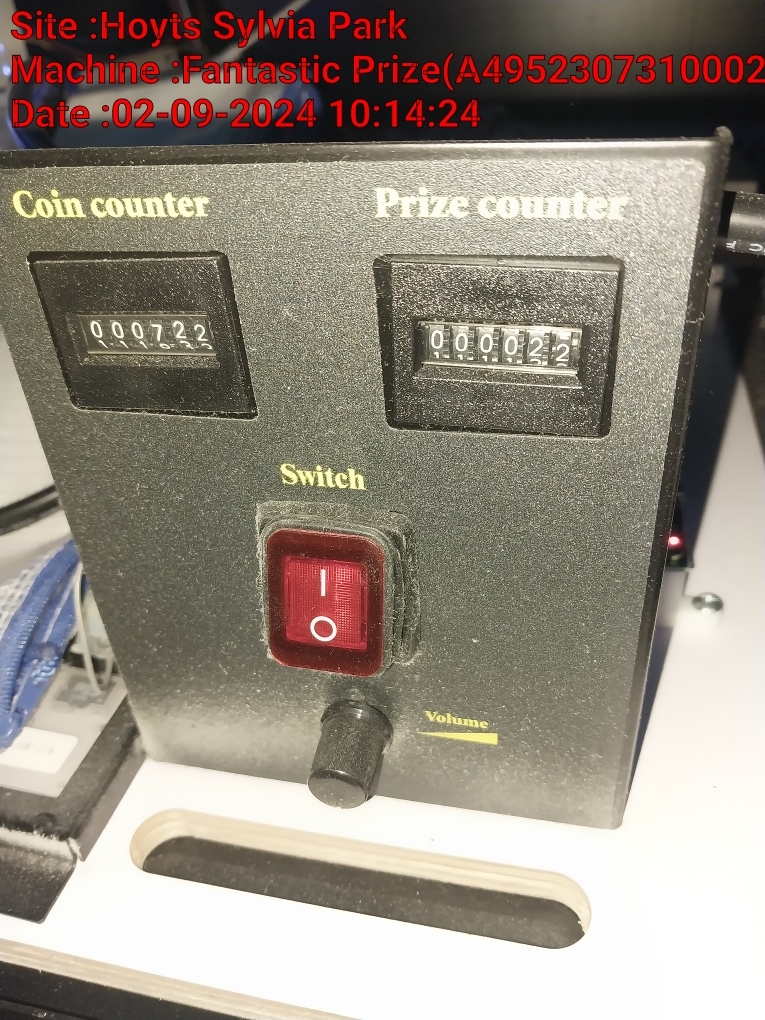 Site :Hoyts Sylvia Park
Machine :Fantastic Prize(A4952307310002
Date :02-09-2024 10:14:24
Coin counter
Prize counter
000722
000022
Switch
I
O
Volume